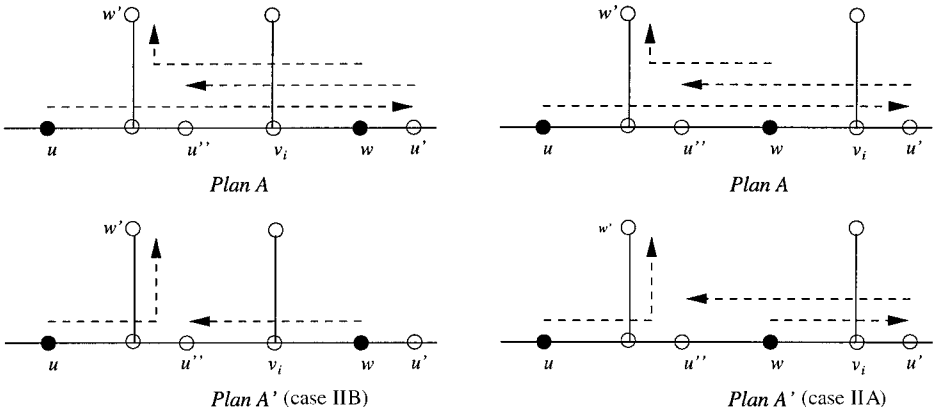 w'
w'
u u'' v_i w u'
u u'' w v_i u'
Plan A
Plan A
w'
w'
u u'' v_i w u'
u u'' w v_i u'
Plan A' (case IIB)
Plan A' (case IIA)